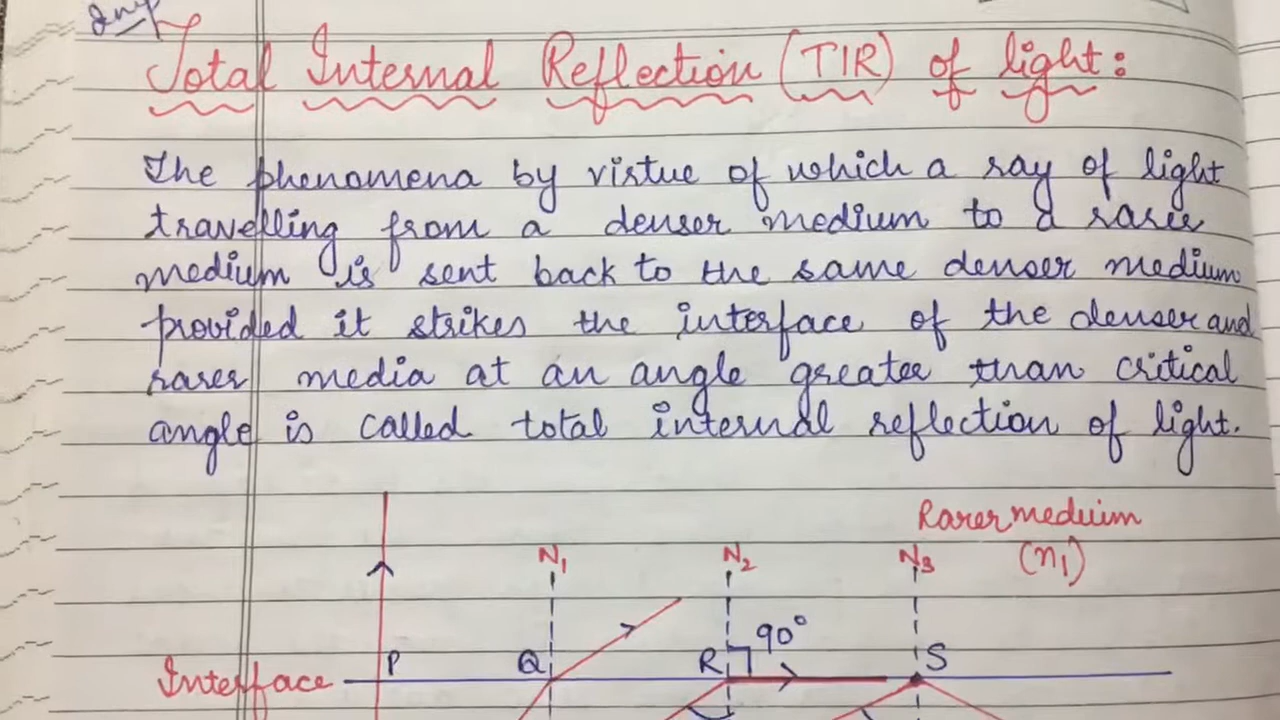 Imp
Total Internal Reflection (TIR) of light:
The phenomena by virtue of which a ray of light
travelling from a denser medium to a rarer
medium is sent back to the same denser medium
provided it strikes the interface of the denser and
rarer media at an angle greater than critical
angle is called total internal reflection of light.
Rarer medium
N₁ N₂ N₃ (n₁)
90°
Interface P Q R S